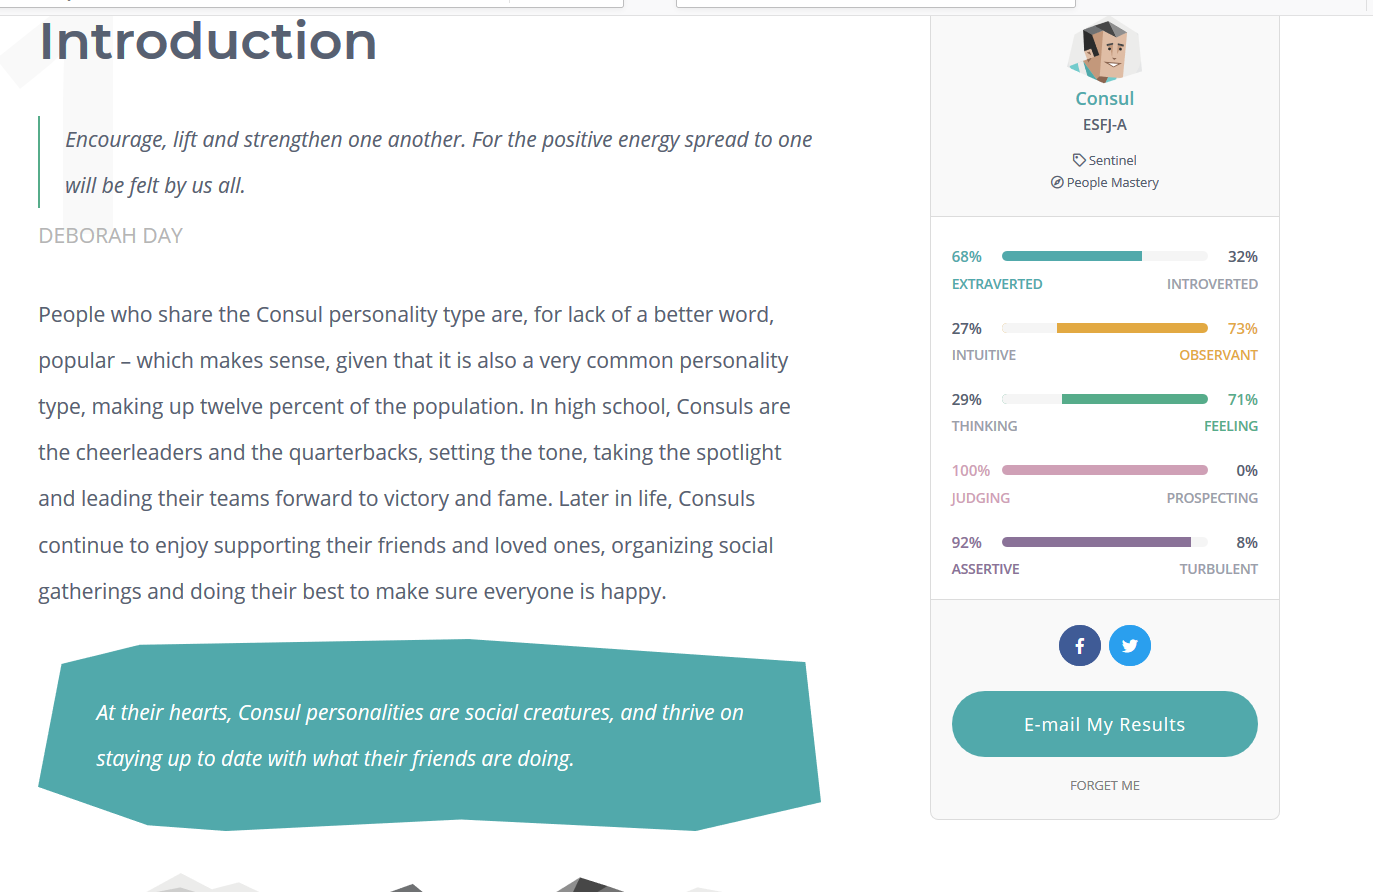 Introduction
Encourage, lift and strengthen one another. For the positive energy spread to one
will be felt by us all.
DEBORAH DAY
People who share the Consul personality type are, for lack of a better word,
popular – which makes sense, given that it is also a very common personality
type, making up twelve percent of the population. In high school, Consuls are
the cheerleaders and the quarterbacks, setting the tone, taking the spotlight
and leading their teams forward to victory and fame. Later in life, Consuls
continue to enjoy supporting their friends and loved ones, organizing social
gatherings and doing their best to make sure everyone is happy.
At their hearts, Consul personalities are social creatures, and thrive on
staying up to date with what their friends are doing.
Consul
ESFJ-A
Sentinel
People Mastery
68% 32%
EXTRAVERTED INTROVERTED
27% 73%
INTUITIVE OBSERVANT
29% 71%
THINKING FEELING
100% 0%
JUDGING PROSPECTING
92% 8%
ASSERTIVE TURBULENT
E-mail My Results
FORGET ME